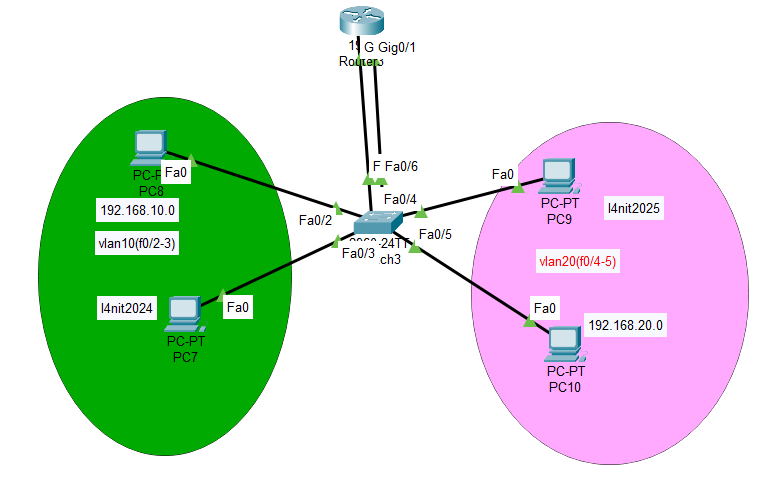 G Gig0/1
Router3
F Fa0/6
PC8
Fa0
192.168.10.0
vlan10(f0/2-3)
l4nit2024
Fa0
PC-PT
PC7
Fa0/2
Fa0/3
Fa0/4
Fa0/5
24TT
ch3
Fa0
PC-PT
PC9
l4nit2025
vlan20(f0/4-5)
Fa0
192.168.20.0
PC-PT
PC10